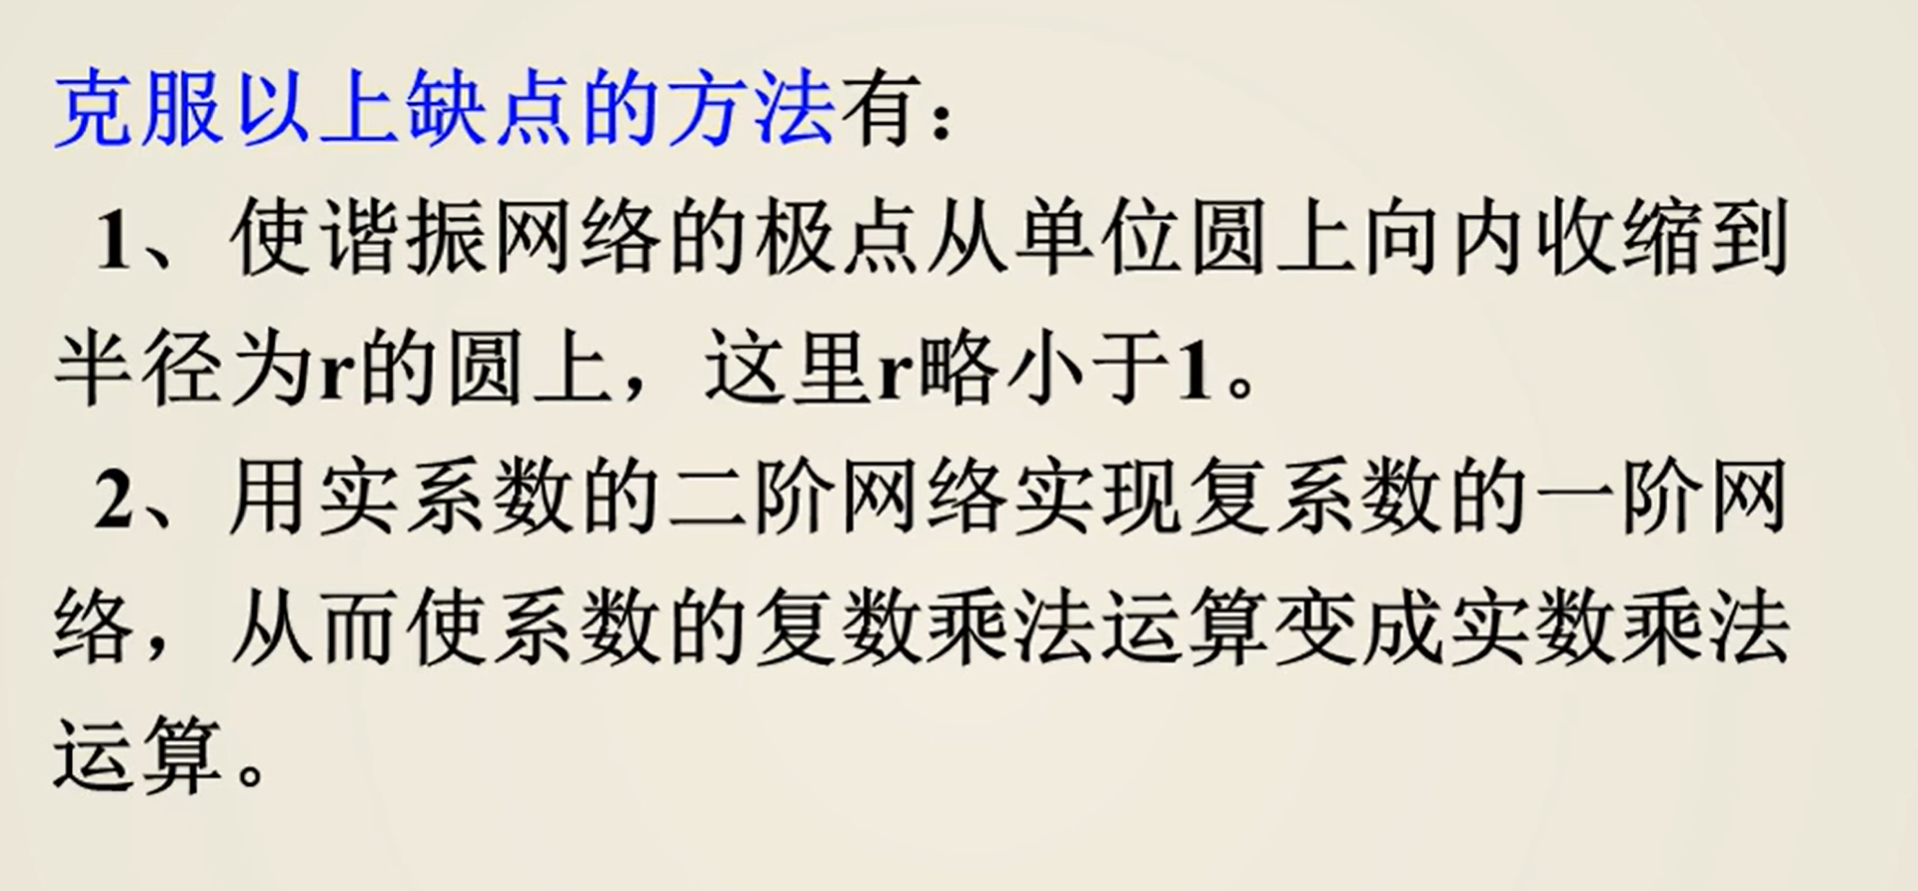 克服以上缺点的方法有：
1、使谐振网络的极点从单位圆上向内收缩到
半径为r的圆上，这里r略小于1。
2、用实系数的二阶网络实现复系数的一阶网
络，从而使系数的复数乘法运算变成实数乘法
运算。